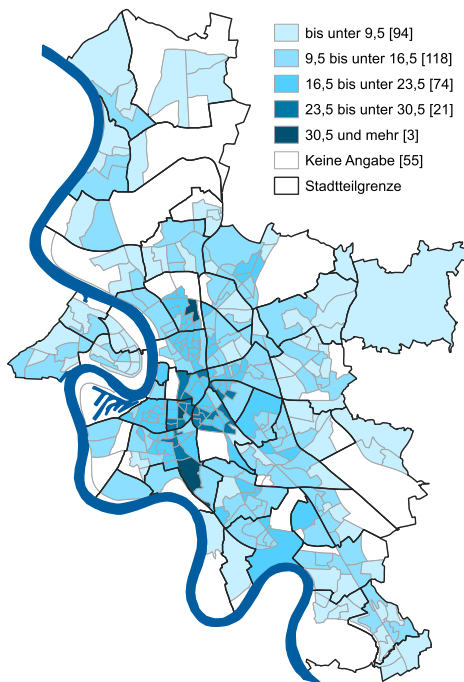 bis unter 9,5 [94]
9,5 bis unter 16,5 [118]
16,5 bis unter 23,5 [74]
23,5 bis unter 30,5 [21]
30,5 und mehr [3]
Keine Angabe [55]
Stadtteilgrenze